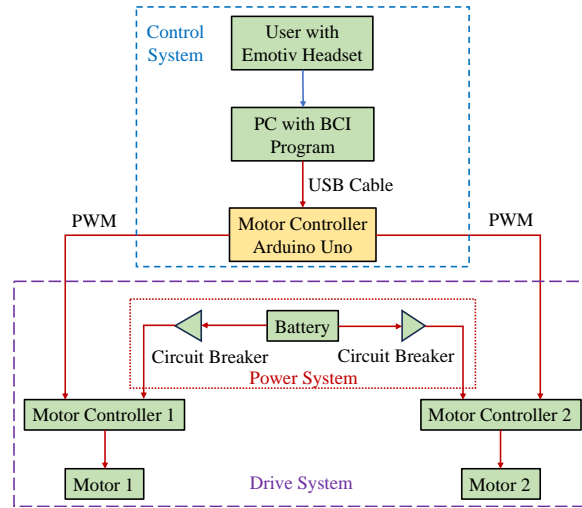 Control
System
User with
Emotiv Headset
PC with BCI
Program
USB Cable
PWM
Motor Controller
Arduino Uno
PWM
Battery
Circuit Breaker
Circuit Breaker
Power System
Motor Controller 1
Motor Controller 2
Motor 1
Drive System
Motor 2